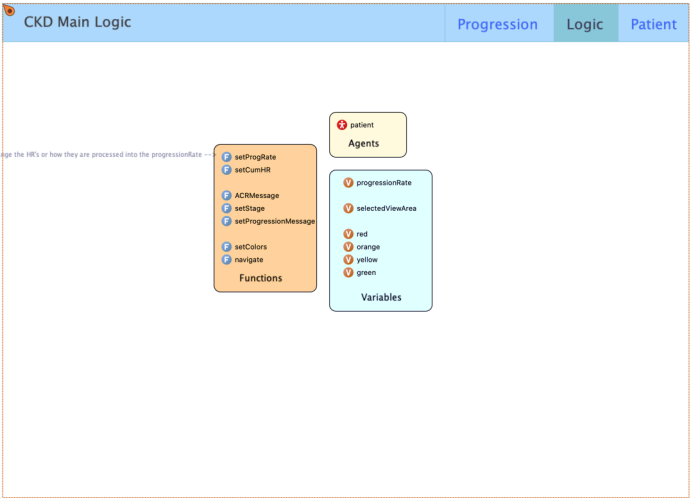 CKD Main Logic
Progression
Logic
Patient
patient
Agents
the HR's or how they are processed into the progressionRate -->
setProgRate
setCumHR
ACRMessage
setStage
setProgressionMessage
setColors
navigate
Functions
progressionRate
selectedViewArea
red
orange
yellow
green
Variables